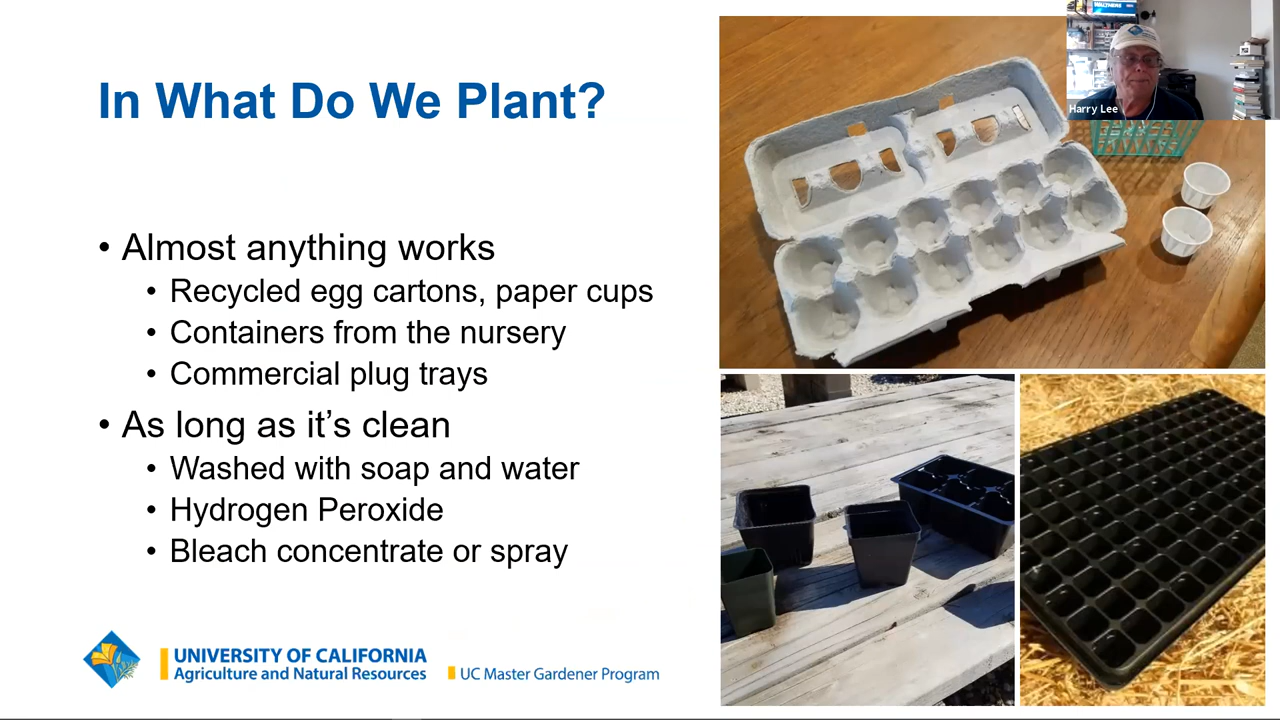 In What Do We Plant?
• Almost anything works
• Recycled egg cartons, paper cups
• Containers from the nursery
• Commercial plug trays
• As long as it’s clean
• Washed with soap and water
• Hydrogen Peroxide
• Bleach concentrate or spray
UNIVERSITY OF CALIFORNIA
Agriculture and Natural Resources
UC Master Gardener Program
WALTHERS
Harry Lee